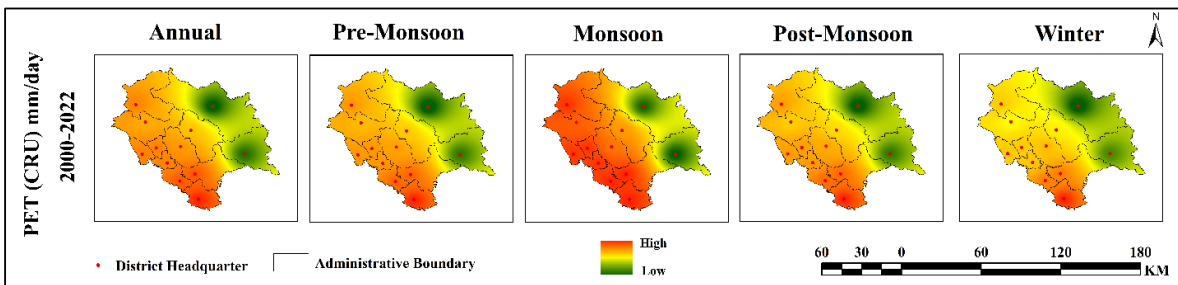 Annual Pre-Monsoon Monsoon Post-Monsoon Winter
N
PET (CRU) mm/day
2000-2022
District Headquarter
Administrative Boundary
High
Low
60 30 0 60 120 180
KM